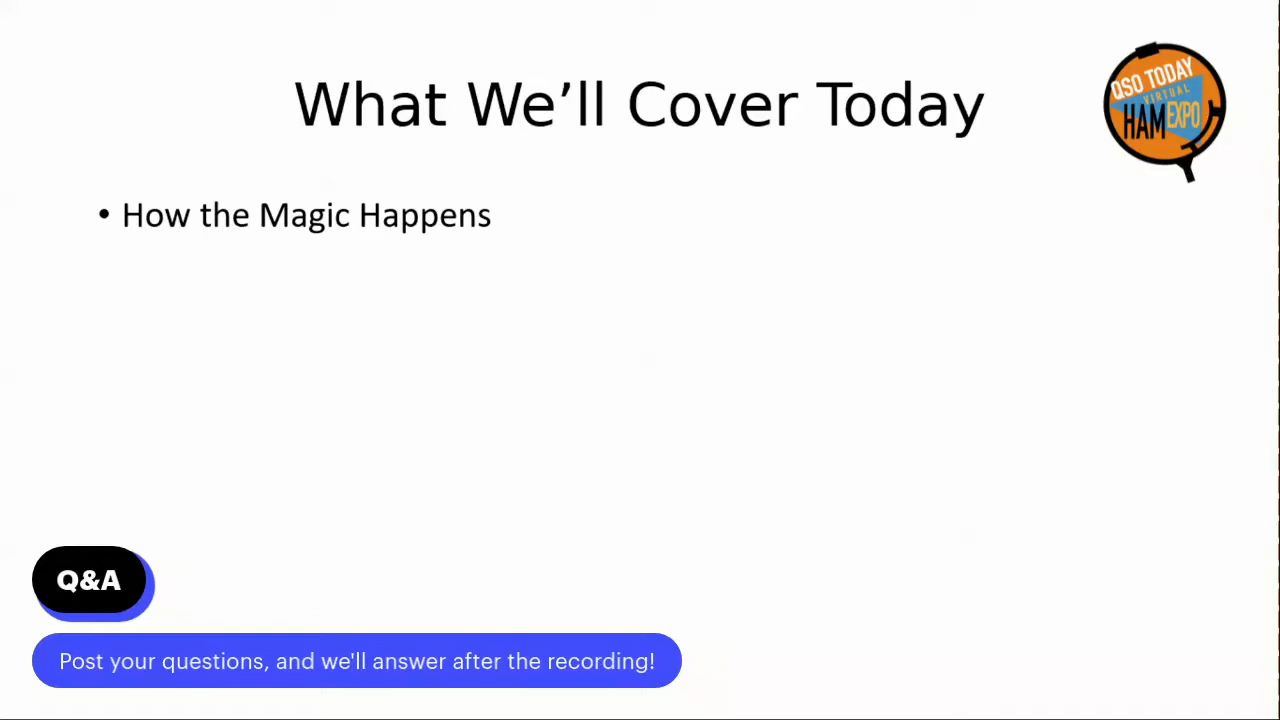 What We’ll Cover Today
QSO TODAY
VIRTUAL
HAM EXPO
• How the Magic Happens
Q&A
Post your questions, and we'll answer after the recording!